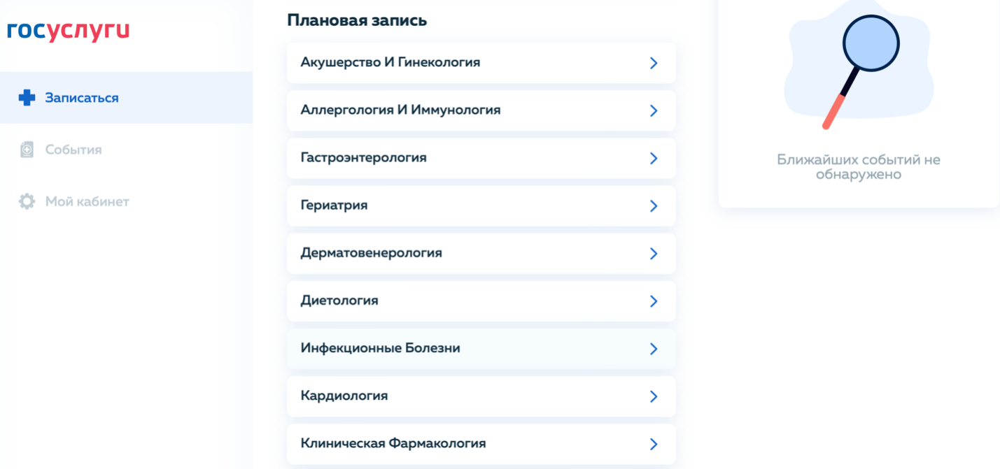 госуслуги
Записаться
События
Мой кабинет
Плановая запись
Акушерство И Гинекология
Аллергология И Иммунология
Гастроэнтерология
Гериатрия
Дерматовенерология
Диетология
Инфекционные Болезни
Кардиология
Клиническая Фармакология
Ближайших событий не
обнаружено